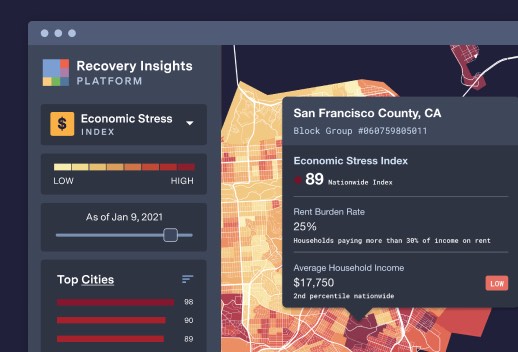 Recovery Insights
PLATFORM
$
Economic Stress
INDEX
LOW HIGH
As of Jan 9, 2021
Top Cities
98
90
89
San Francisco County, CA
Block Group #060759805011
Economic Stress Index
89 Nationwide Index
Rent Burden Rate
25%
Households paying more than 30% of income on rent
Average Household Income
$17,750
LOW
2nd percentile nationwide